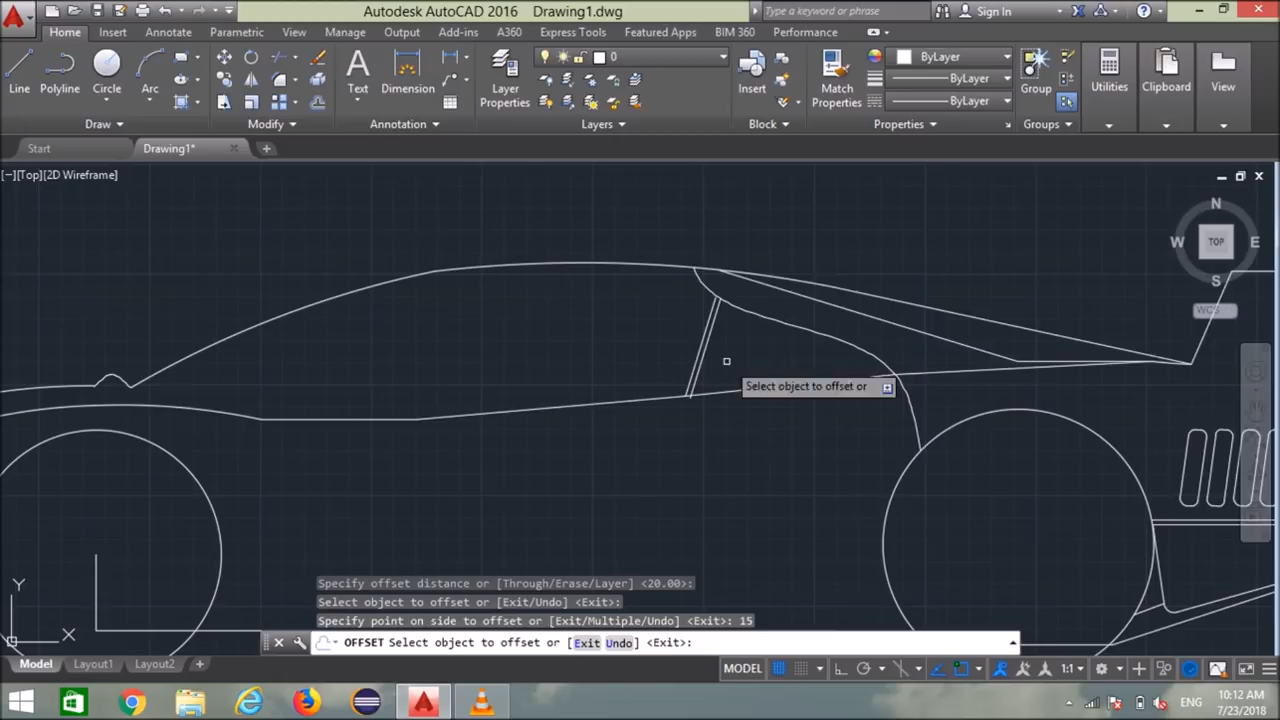 Autodesk AutoCAD 2016 Drawing1.dwg
Type a keyword or phrase
Sign In
Home Insert Annotate Parametric View Manage Output Add-ins A360 Express Tools Featured Apps BIM 360 Performance
0
ByLayer
ByLayer
ByLayer
Line Polyline Circle Arc Text Dimension Layer Properties Insert Match Properties Group Utilities Clipboard View
Draw Modify Annotation Layers Block Properties Groups
Start Drawing1*
[−][Top][2D Wireframe]
N
W TOP E
S
WCS
Select object to offset or
Y
X
Specify offset distance or [Through/Erase/Layer] <20.00>:
Select object to offset or [Exit/Undo] <Exit>:
Specify point on side to offset or [Exit/Multiple/Undo] <Exit>: 15
OFFSET Select object to offset or [Exit Undo] <Exit>:
Model Layout1 Layout2
MODEL 1:1
ENG
10:12 AM
7/23/2018